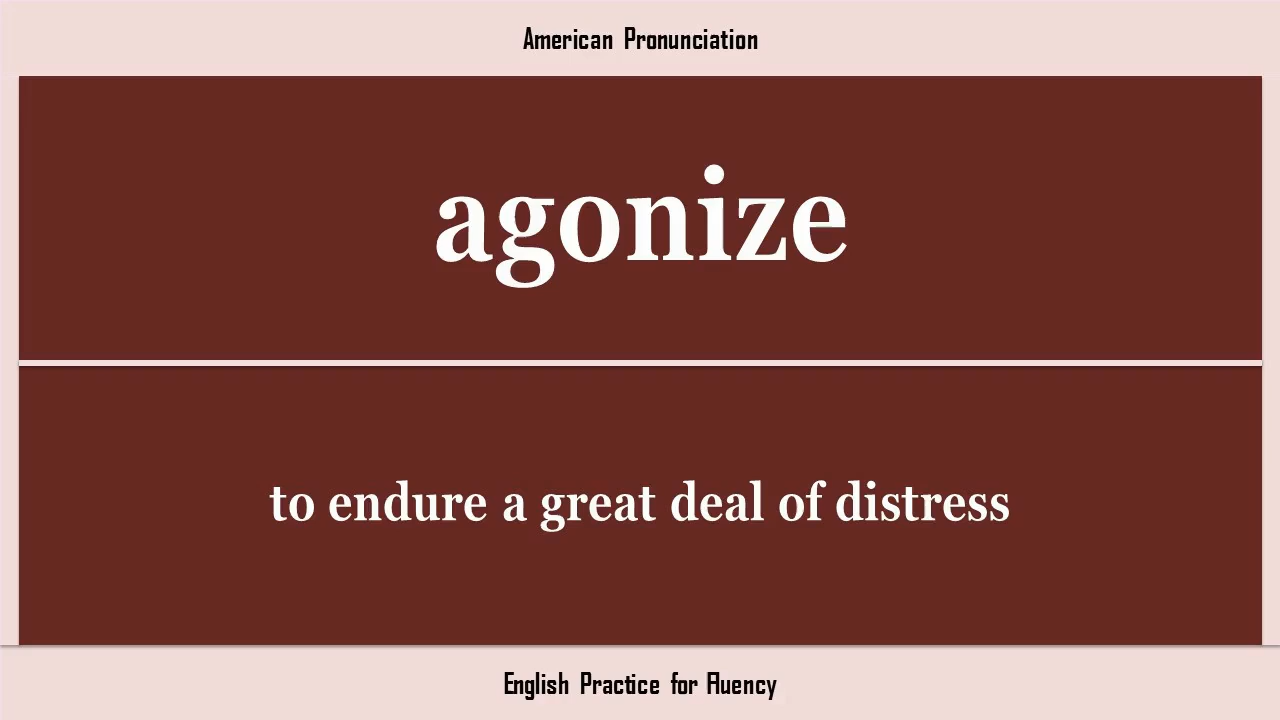 American Pronunciation
agonize
to endure a great deal of distress
English Practice for Fluency